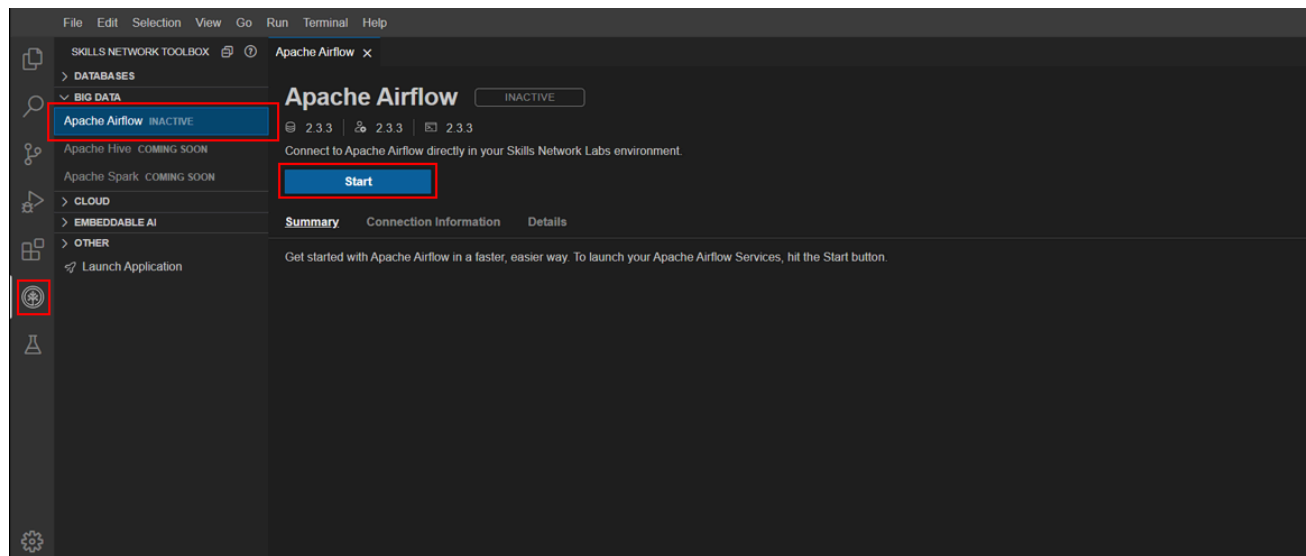 File Edit Selection View Go Run Terminal Help
SKILLS NETWORK TOOLBOX
DATABASES
BIG DATA
Apache Airflow INACTIVE
Apache Hive COMING SOON
Apache Spark COMING SOON
CLOUD
EMBEDDABLE AI
OTHER
Launch Application
Apache Airflow
Apache Airflow INACTIVE
2.3.3 2.3.3 2.3.3
Connect to Apache Airflow directly in your Skills Network Labs environment.
Start
Summary Connection Information Details
Get started with Apache Airflow in a faster, easier way. To launch your Apache Airflow Services, hit the Start button.